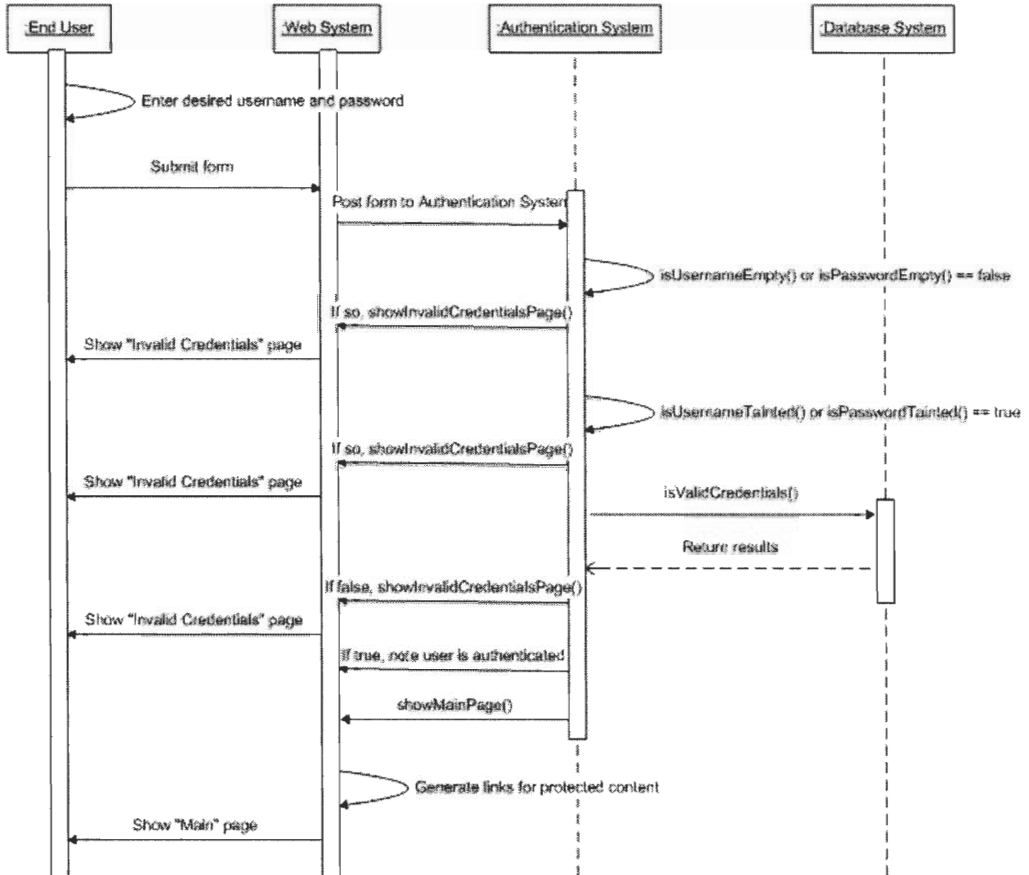 :End User
:Web System
:Authentication System
:Database System
Enter desired username and password
Submit form
Post form to Authentication System
isUsernameEmpty() or isPasswordEmpty() == false
If so, showInvalidCredentialsPage()
Show "Invalid Credentials" page
isUsernameTainted() or isPasswordTainted() == true
If so, showInvalidCredentialsPage()
Show "Invalid Credentials" page
isValidCredentials()
Return results
If false, showInvalidCredentialsPage()
Show "Invalid Credentials" page
If true, note user is authenticated
showMainPage()
Generate links for protected content
Show "Main" page